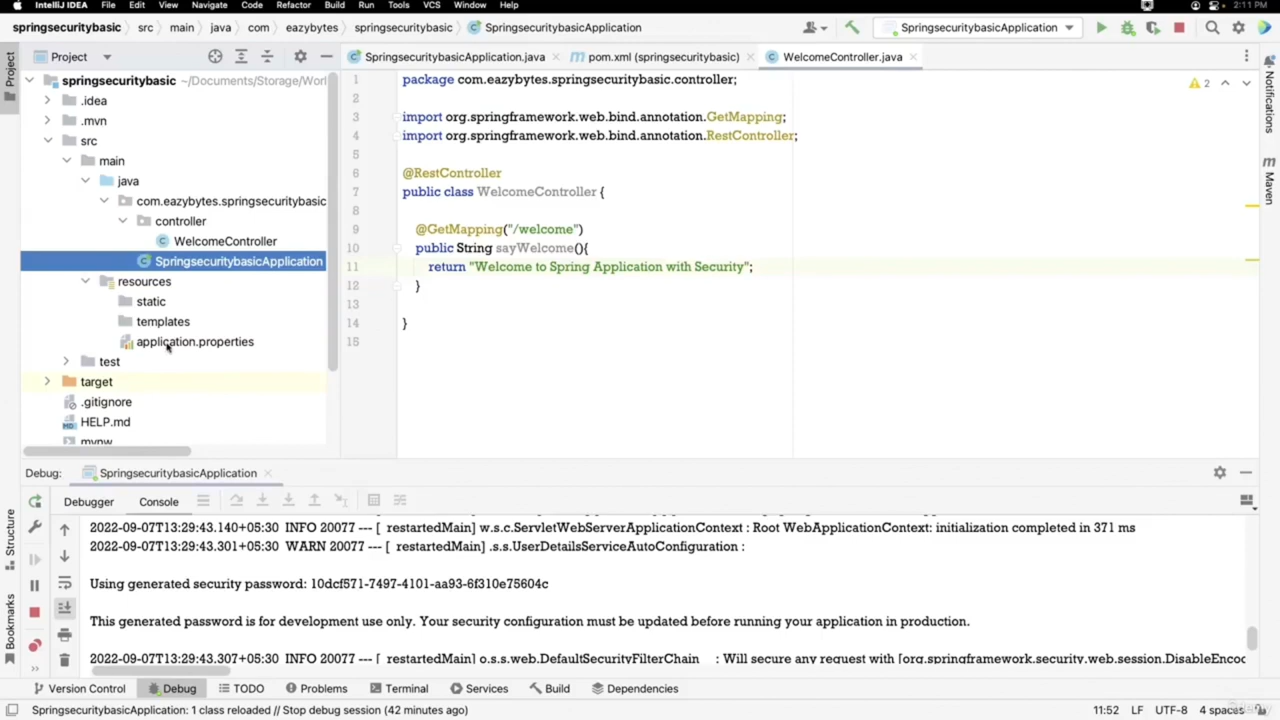 IntelliJ IDEA File Edit View Navigate Code Refactor Build Run Tools VCS Window Help 2:11 PM
springsecuritybasic src main java com eazybytes springsecuritybasic SpringsecuritybasicApplication SpringsecuritybasicApplication
Project SpringsecuritybasicApplication.java pom.xml (springsecuritybasic) WelcomeController.java
Project
Notifications
Maven
Structure
Bookmarks
springsecuritybasic ~/Documents/Storage/Worl
.idea
.mvn
src
main
java
com.eazybytes.springsecuritybasic
controller
WelcomeController
SpringsecuritybasicApplication
resources
static
templates
application.properties
test
target
.gitignore
HELP.md
mvnw
2
1 package com.eazybytes.springsecuritybasic.controller;
2
3 import org.springframework.web.bind.annotation.GetMapping;
4 import org.springframework.web.bind.annotation.RestController;
5
6 @RestController
7 public class WelcomeController {
8
9 @GetMapping("/welcome")
10 public String sayWelcome(){
11 return "Welcome to Spring Application with Security";
12 }
13
14 }
15
Debug: SpringsecuritybasicApplication
Debugger Console
2022-09-07T13:29:43.140+05:30 INFO 20077 --- [ restartedMain] w.s.c.ServletWebServerApplicationContext : Root WebApplicationContext: initialization completed in 371 ms
2022-09-07T13:29:43.301+05:30 WARN 20077 --- [ restartedMain] .s.s.UserDetailsServiceAutoConfiguration :
Using generated security password: 10dcf571-7497-4101-aa93-6f310e75604c
This generated password is for development use only. Your security configuration must be updated before running your application in production.
2022-09-07T13:29:43.307+05:30 INFO 20077 --- [ restartedMain] o.s.s.web.DefaultSecurityFilterChain : Will secure any request with [org.springframework.security.web.session.DisableEncod
Version Control Debug TODO Problems Terminal Services Build Dependencies
SpringsecuritybasicApplication: 1 class reloaded // Stop debug session (42 minutes ago) 11:52 LF UTF-8 4 spaces